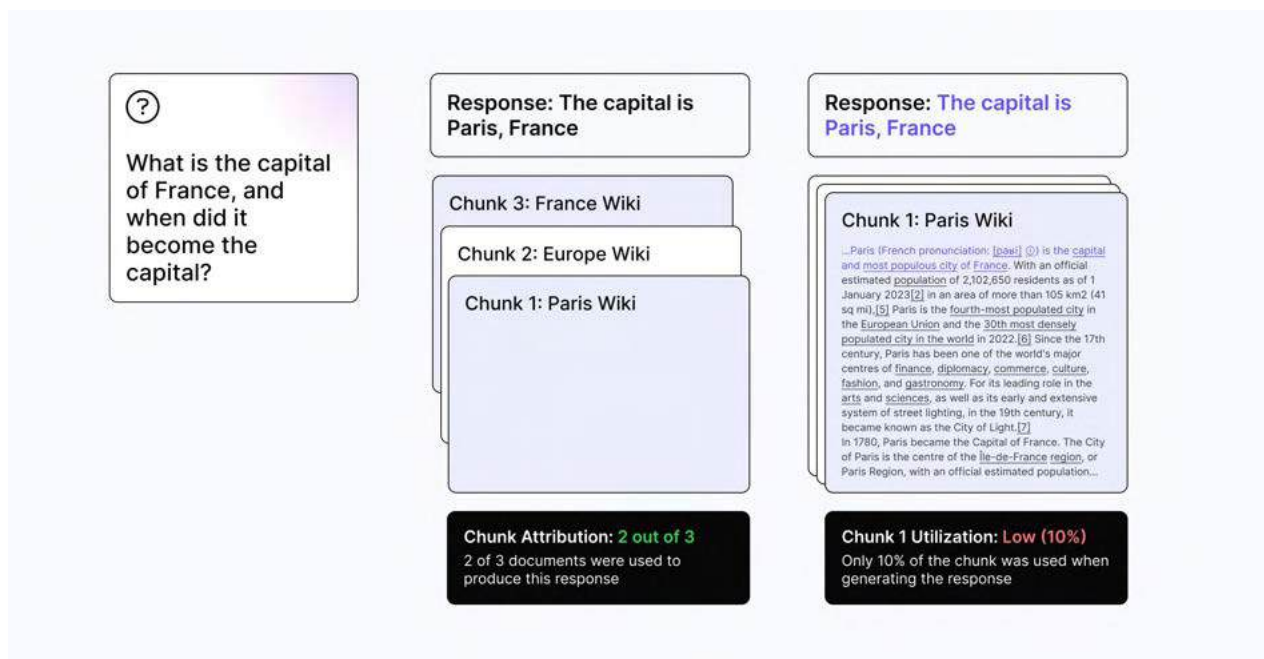 ?
What is the capital
of France, and
when did it
become the
capital?
Response: The capital is
Paris, France
Chunk 3: France Wiki
Chunk 2: Europe Wiki
Chunk 1: Paris Wiki
Chunk Attribution: 2 out of 3
2 of 3 documents were used to
produce this response
Response: The capital is
Paris, France
Chunk 1: Paris Wiki
...Paris (French pronunciation: [paʁi] ⓘ) is the capital
and most populous city of France. With an official
estimated population of 2,102,650 residents as of 1
January 2023[2] in an area of more than 105 km2 (41
sq mi),[5] Paris is the fourth-most populated city in
the European Union and the 30th most densely
populated city in the world in 2022.[6] Since the 17th
century, Paris has been one of the world's major
centres of finance, diplomacy, commerce, culture,
fashion, and gastronomy. For its leading role in the
arts and sciences, as well as its early and extensive
system of street lighting, in the 19th century, it
became known as the City of Light.[7]
In 1780, Paris became the Capital of France. The City
of Paris is the centre of the Île-de-France region, or
Paris Region, with an official estimated population...
Chunk 1 Utilization: Low (10%)
Only 10% of the chunk was used when
generating the response